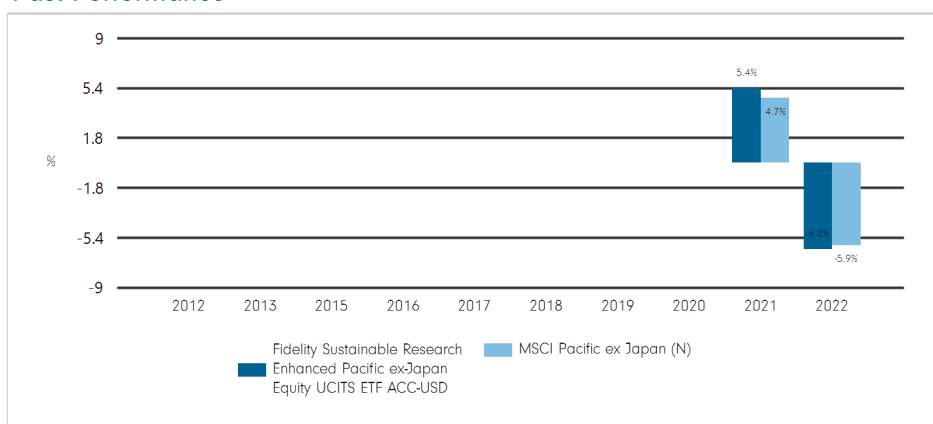 9
5.4
1.8
%
-1.8
-5.4
-9
5.4%
4.7%
-6.2%
-5.9%
2012 2013 2015 2016 2017 2018 2019 2020 2021 2022
Fidelity Sustainable Research
Enhanced Pacific ex-Japan
Equity UCITS ETF ACC-USD
MSCI Pacific ex Japan (N)